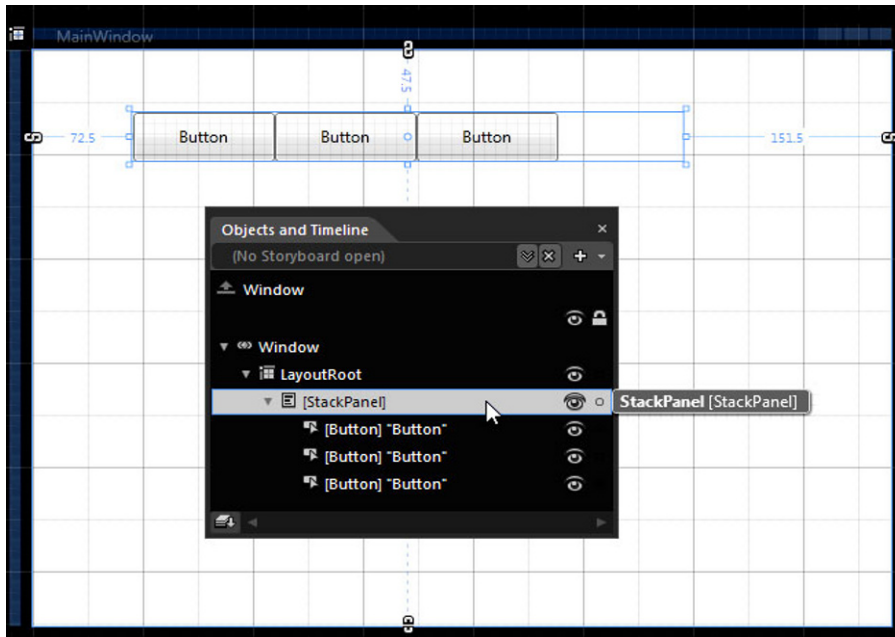 MainWindow
47.5
72.5
Button
Button
Button
151.5
Objects and Timeline
(No Storyboard open)
Window
Window
LayoutRoot
[StackPanel]
StackPanel [StackPanel]
[Button] "Button"
[Button] "Button"
[Button] "Button"